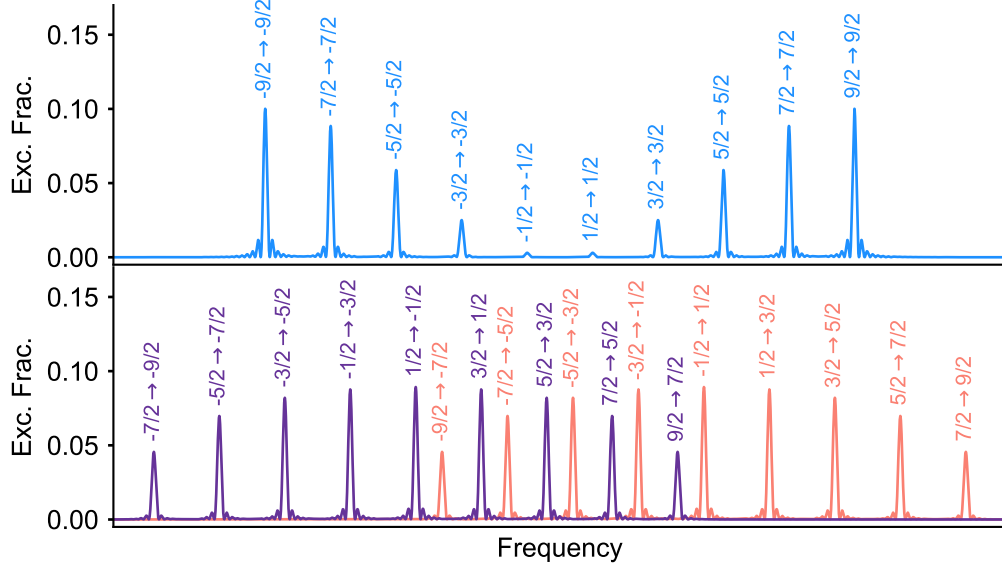 Exc. Frac.
0.15
0.10
0.05
0.00
-9/2 → -9/2
-7/2 → -7/2
-5/2 → -5/2
-3/2 → -3/2
-1/2 → -1/2
1/2 → 1/2
3/2 → 3/2
5/2 → 5/2
7/2 → 7/2
9/2 → 9/2
Exc. Frac.
0.15
0.10
0.05
0.00
-7/2 → -9/2
-5/2 → -7/2
-3/2 → -5/2
-1/2 → -3/2
1/2 → -1/2
-9/2 → -7/2
3/2 → 1/2
-7/2 → -5/2
5/2 → 3/2
-5/2 → -3/2
7/2 → 5/2
-3/2 → -1/2
9/2 → 7/2
-1/2 → 1/2
1/2 → 3/2
3/2 → 5/2
5/2 → 7/2
7/2 → 9/2
Frequency